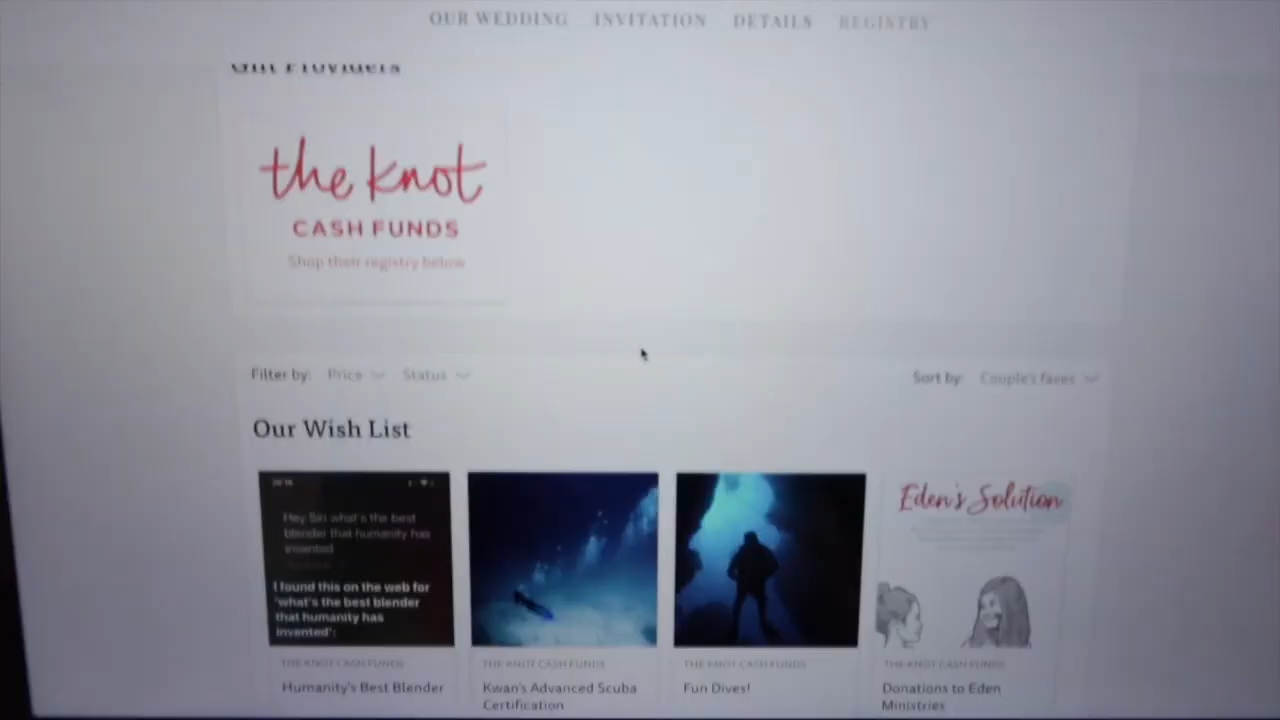 OUR WEDDING INVITATION DETAILS REGISTRY
Gift Providers
the knot
CASH FUNDS
Shop their registry below
Filter by: Price Status
Sort by: Couple's faves
Our Wish List
Hey Siri what's the best
blender that humanity has
invented
I found this on the web for
'what's the best blender
that humanity has
invented':
Eden's Solution
THE KNOT CASH FUNDS
Humanity's Best Blender
THE KNOT CASH FUNDS
Kwan's Advanced Scuba
Certification
THE KNOT CASH FUNDS
Fun Dives!
THE KNOT CASH FUNDS
Donations to Eden
Ministries